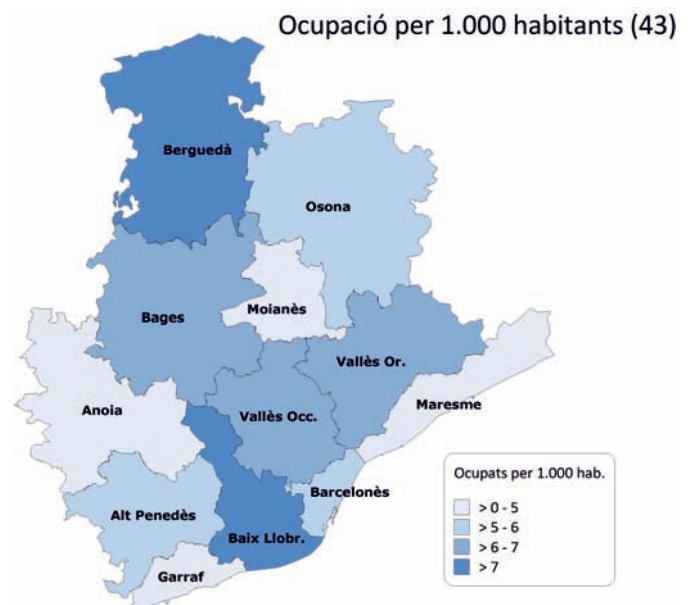 Ocupació per 1.000 habitants (43)
Berguedà
Osona
Moianès
Bages
Vallès Or.
Maresme
Anoia
Vallès Occ.
Ocupats per 1.000 hab.
Barcelonès
> 0 - 5
> 5 - 6
Alt Penedès
> 6 - 7
Baix Llobr.
> 7
Garraf